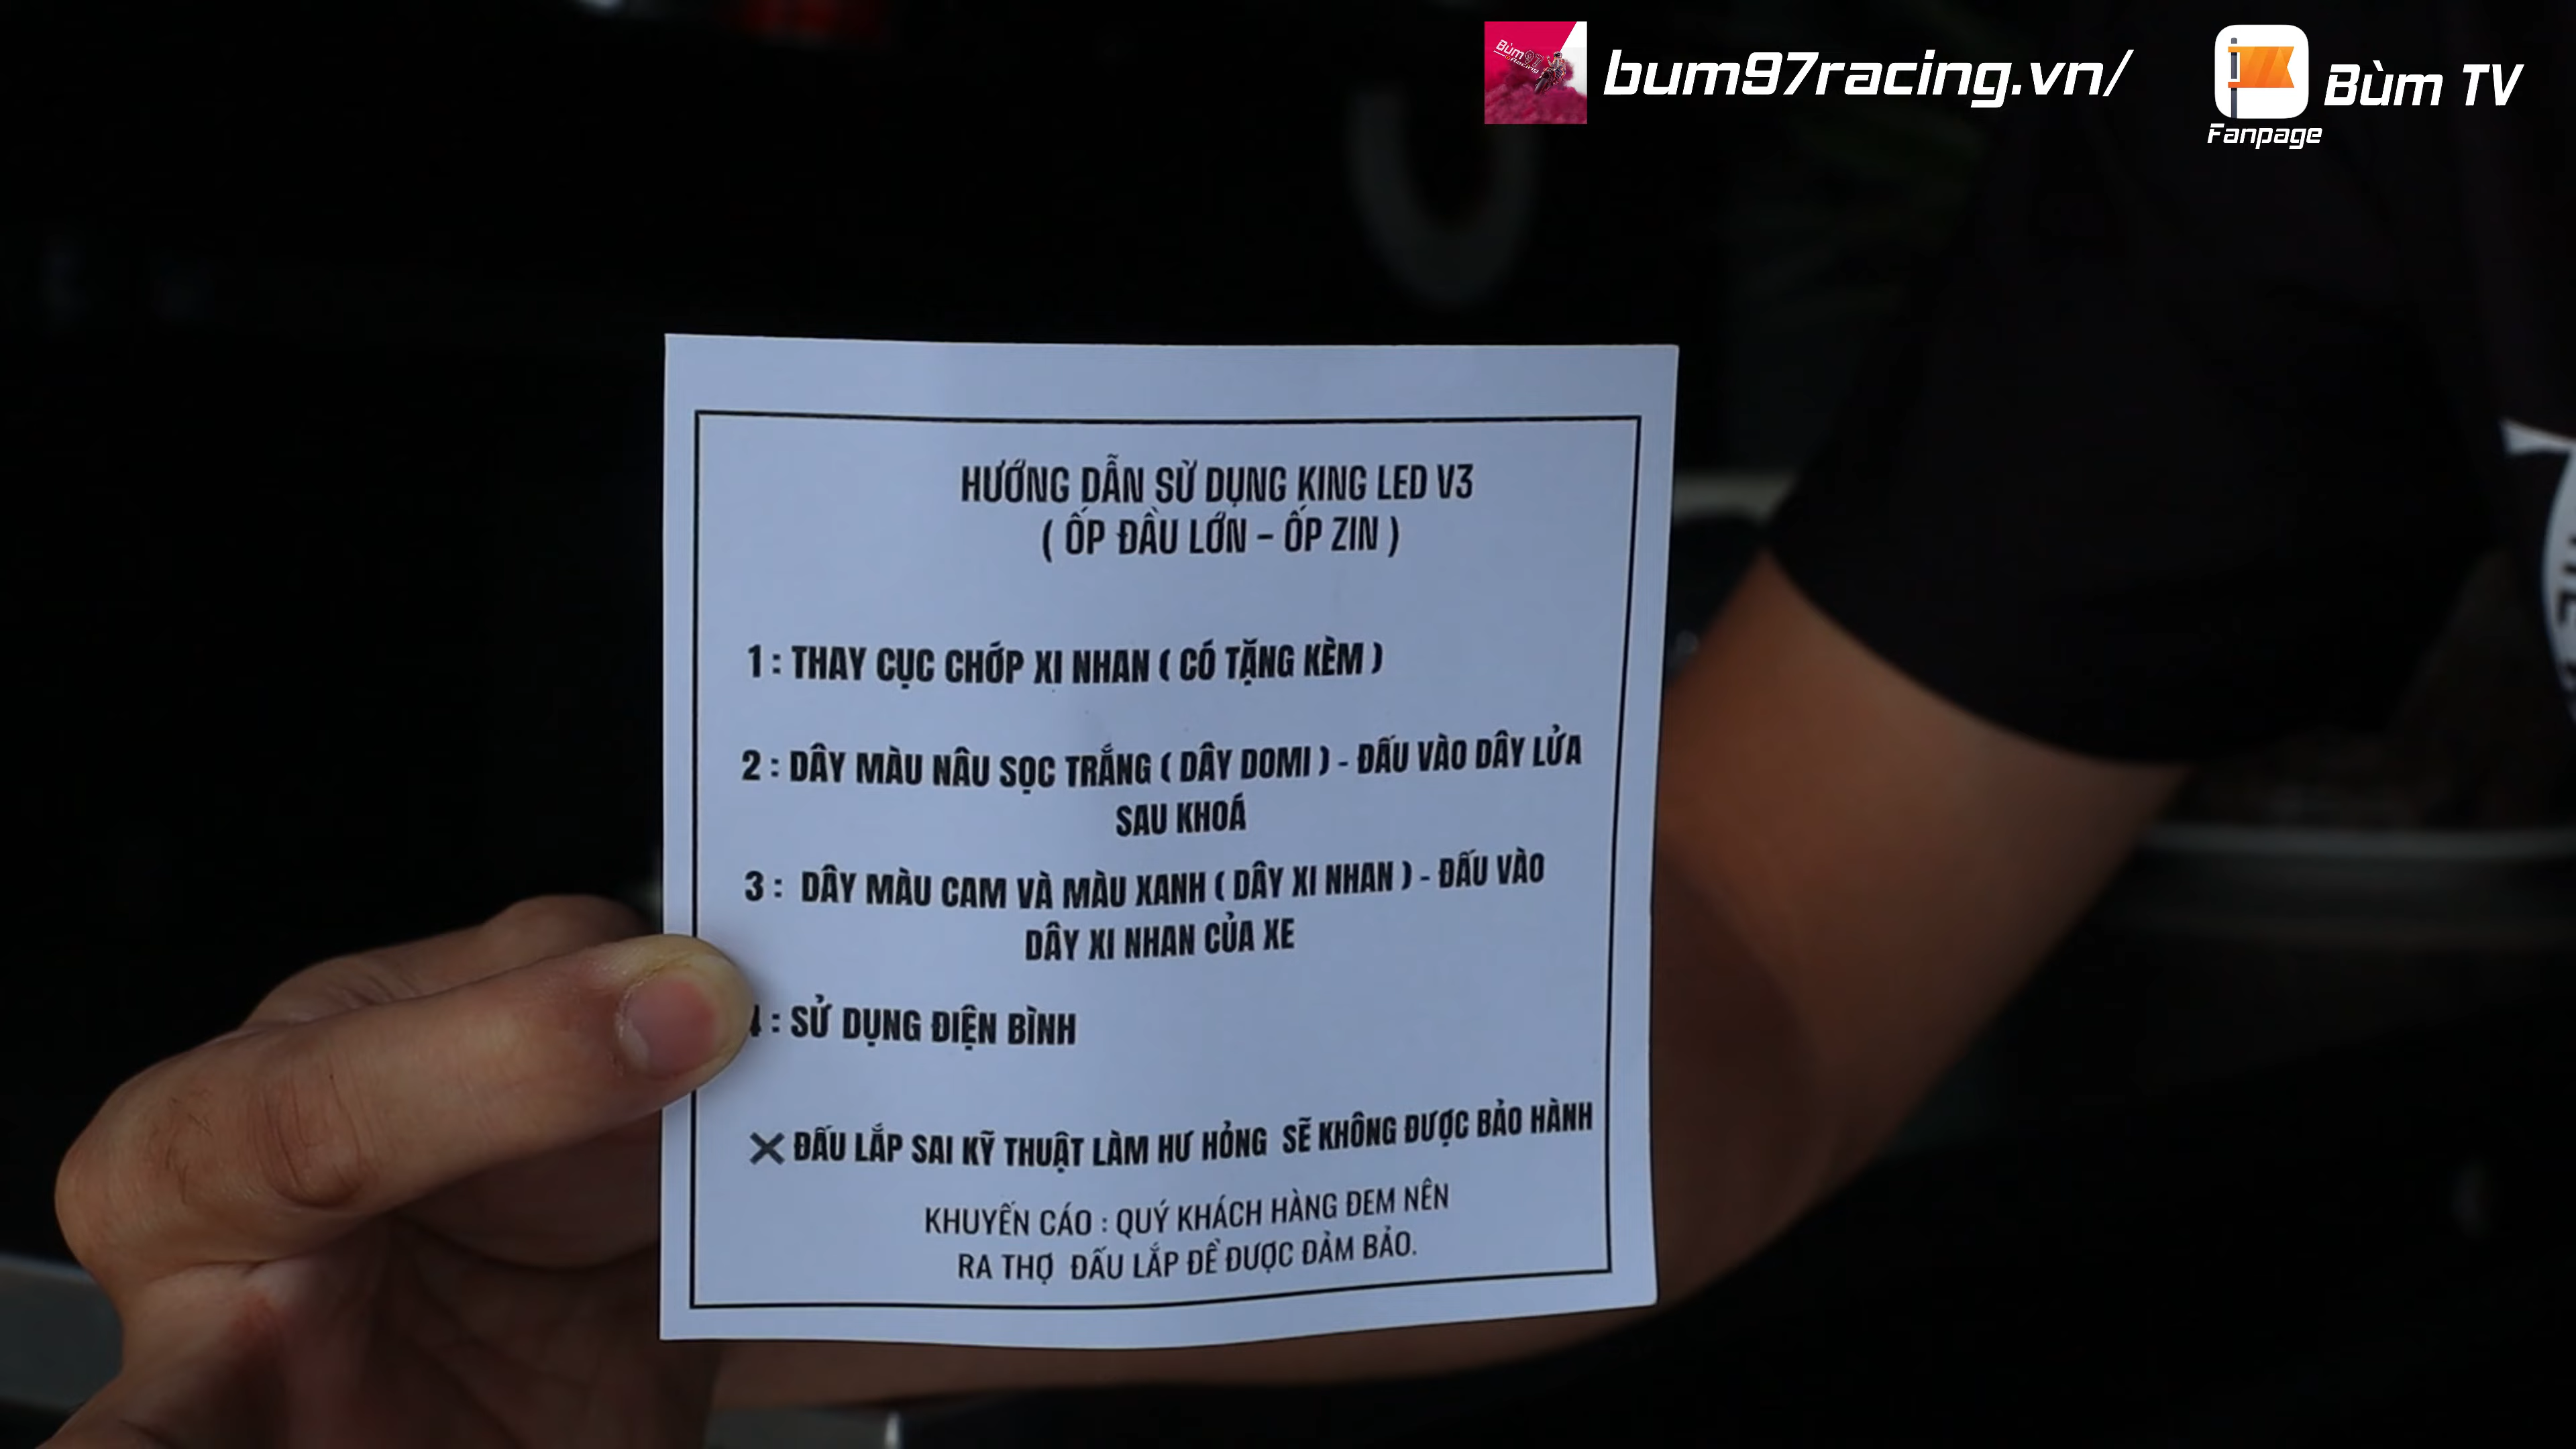 Bùm97
Racing
bum97racing.vn/
Bùm TV
Fanpage
HƯỚNG DẪN SỬ DỤNG KING LED V3
( ỐP ĐẦU LỚN – ỐP ZIN )
1 : THAY CỤC CHỚP XI NHAN ( CÓ TẶNG KÈM )
2 : DÂY MÀU NÂU SỌC TRẮNG ( DÂY DOMI ) - ĐẤU VÀO DÂY LỬA
SAU KHOÁ
3 : DÂY MÀU CAM VÀ MÀU XANH ( DÂY XI NHAN ) - ĐẤU VÀO
DÂY XI NHAN CỦA XE
4 : SỬ DỤNG ĐIỆN BÌNH
❌ ĐẤU LẮP SAI KỸ THUẬT LÀM HƯ HỎNG SẼ KHÔNG ĐƯỢC BẢO HÀNH
KHUYẾN CÁO : QUÝ KHÁCH HÀNG ĐEM NÊN
RA THỢ ĐẤU LẮP ĐỂ ĐƯỢC ĐẢM BẢO.